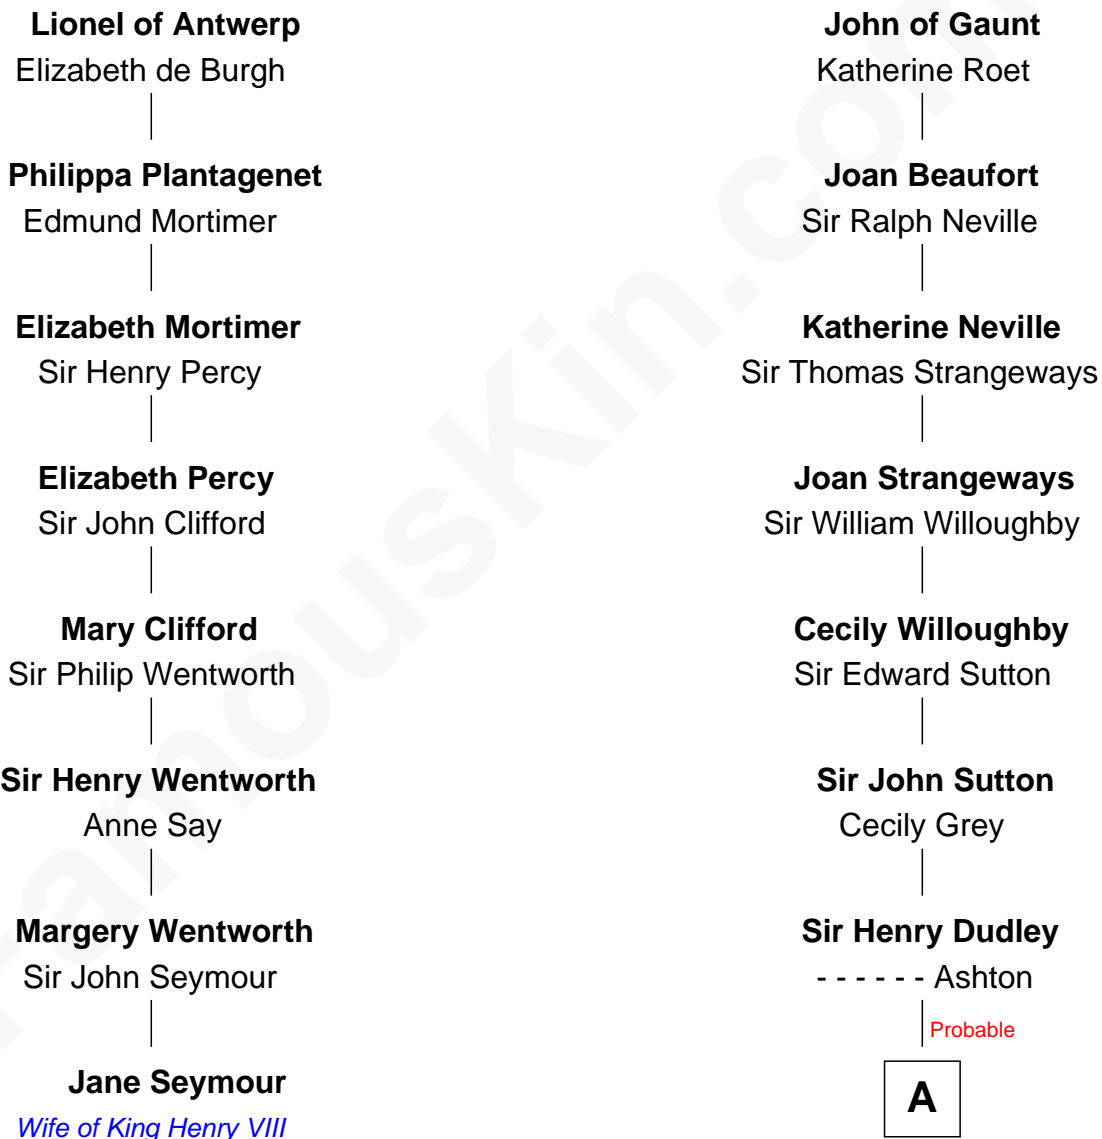 Lionel of Antwerp
Elizabeth de Burgh
Philippa Plantagenet
Edmund Mortimer
Elizabeth Mortimer
Sir Henry Percy
Elizabeth Percy
Sir John Clifford
Mary Clifford
Sir Philip Wentworth
Sir Henry Wentworth
Anne Say
Margery Wentworth
Sir John Seymour
Jane Seymour
Wife of King Henry VIII
John of Gaunt
Katherine Roet
Joan Beaufort
Sir Ralph Neville
Katherine Neville
Sir Thomas Strangeways
Joan Strangeways
Sir William Willoughby
Cecily Willoughby
Sir Edward Sutton
Sir John Sutton
Cecily Grey
Sir Henry Dudley
- - - - - - Ashton
Probable
A
FamousKin.com